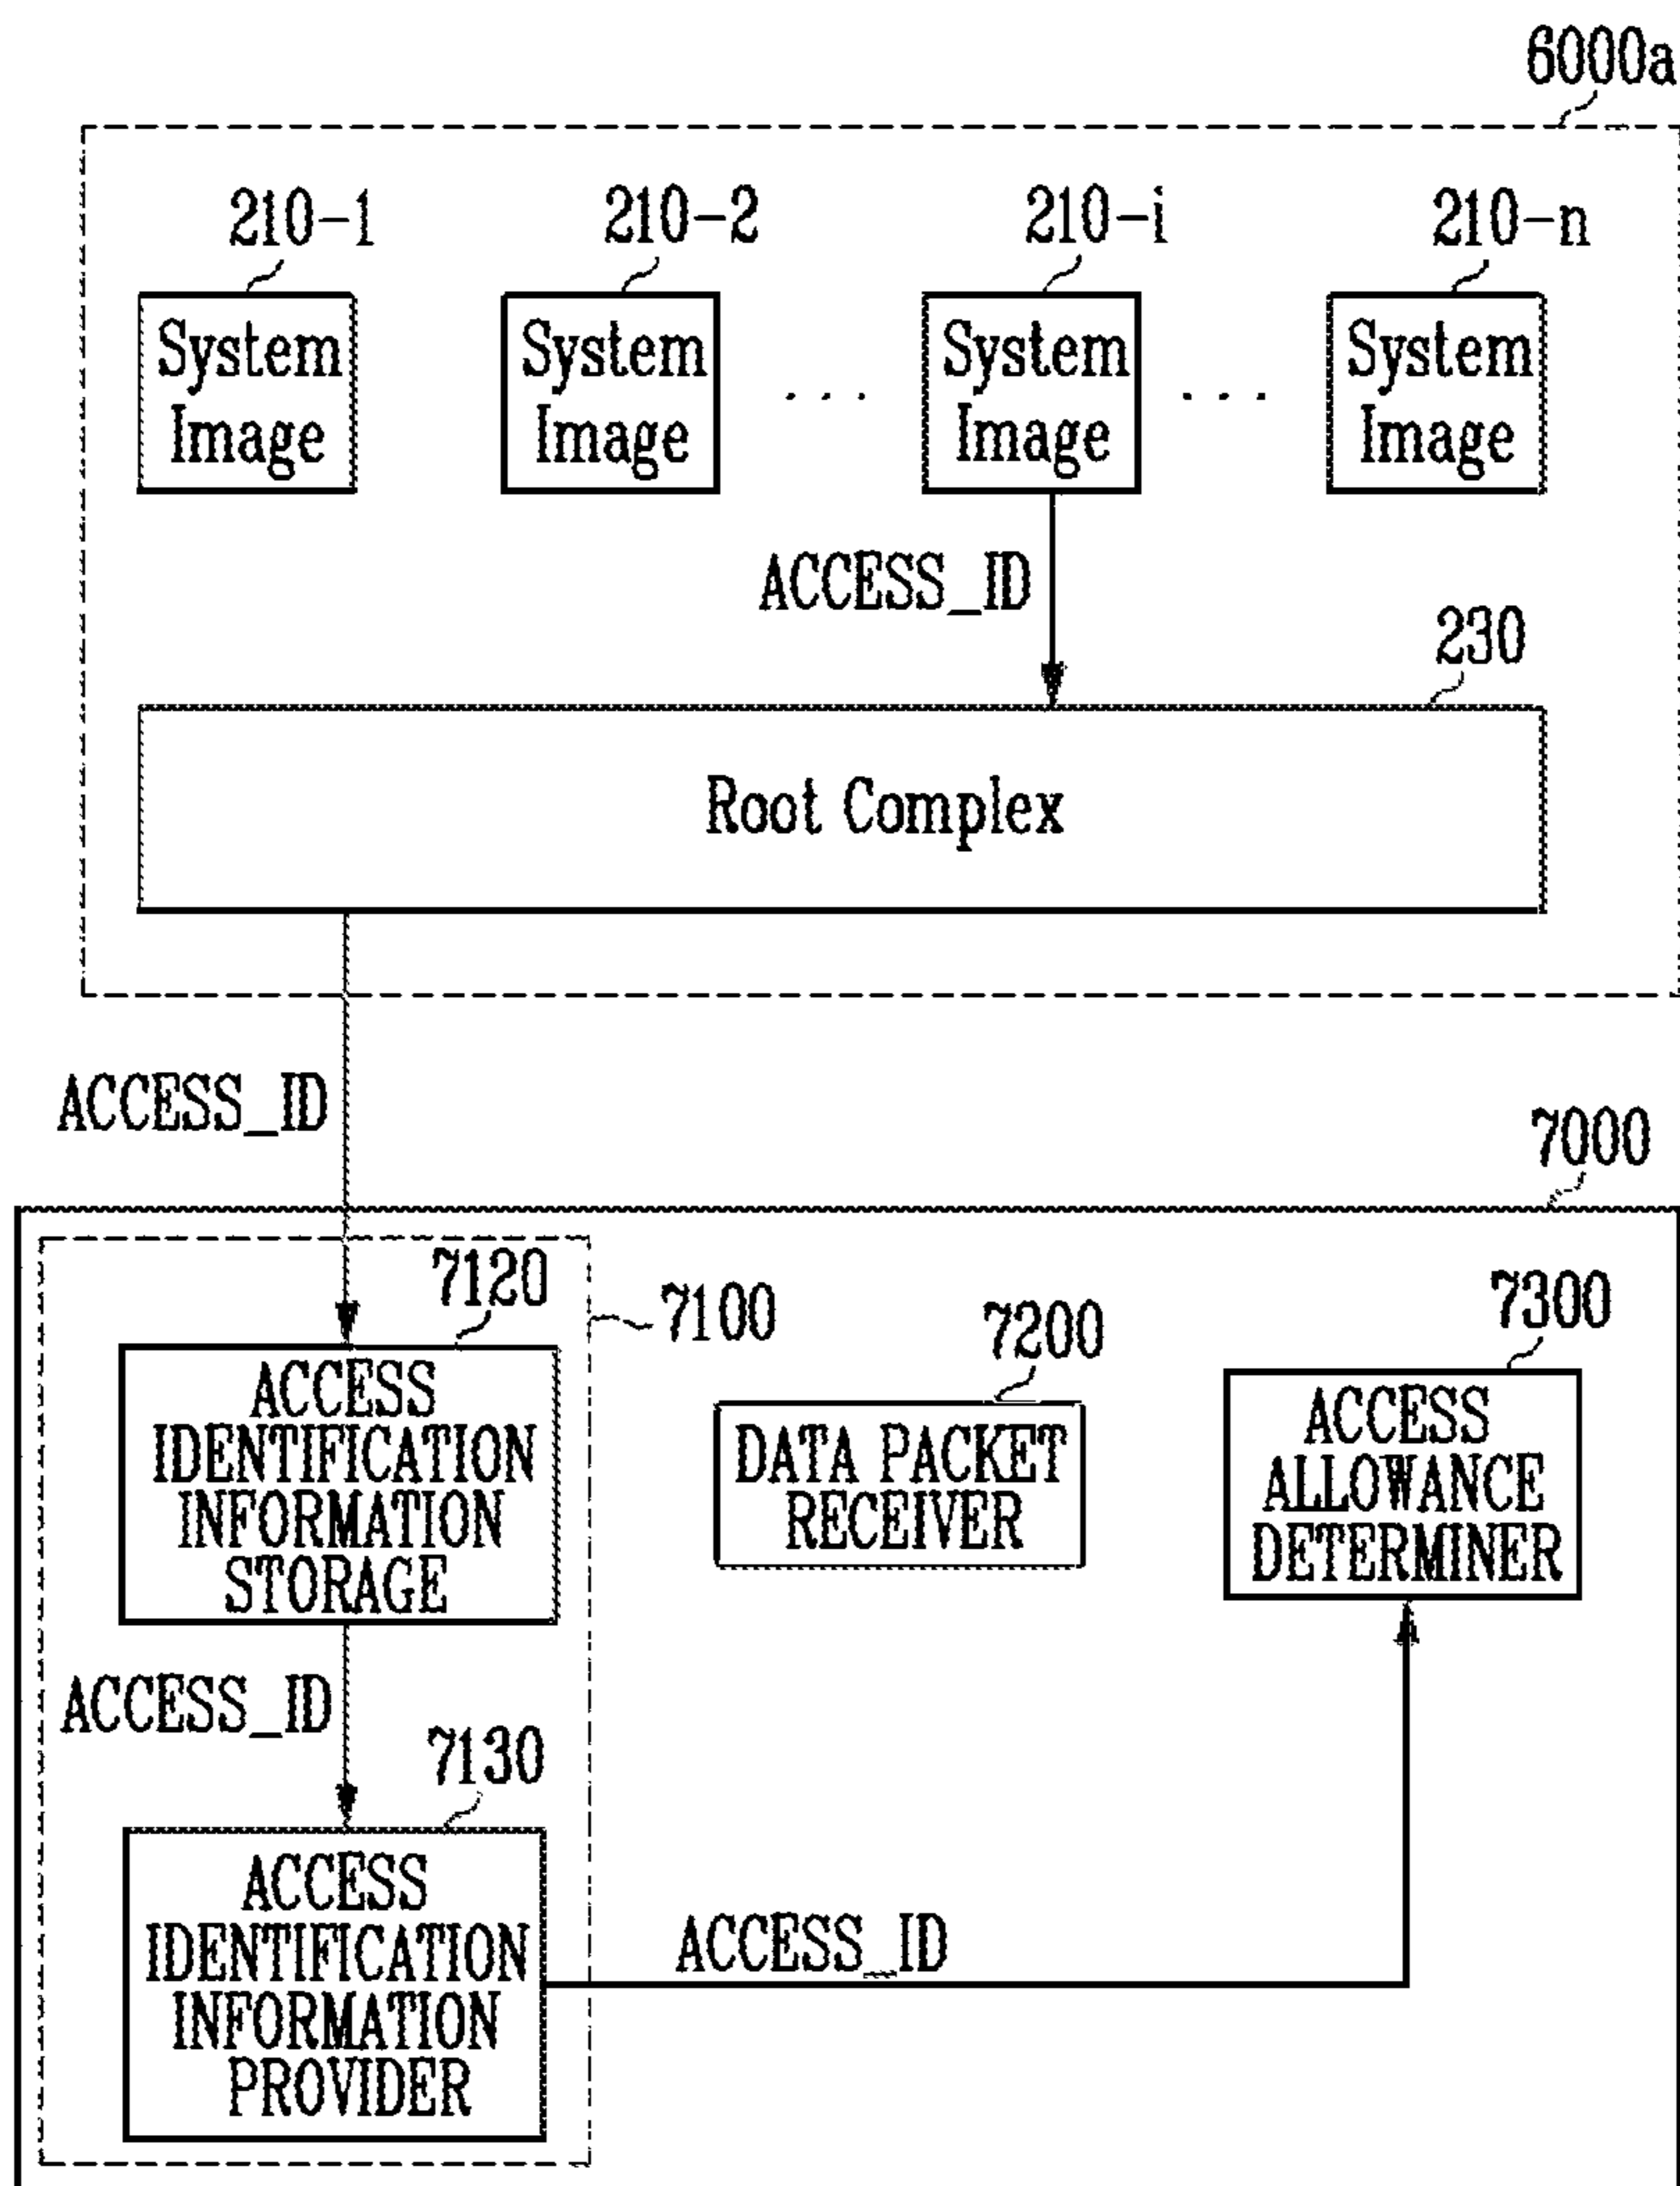 6000a
210-1
210-2
210-i
210-n
System
Image
System
Image
. . .
System
Image
. . .
System
Image
ACCESS_ID
230
Root Complex
ACCESS_ID
7000
7120
7100
7200
7300
ACCESS
IDENTIFICATION
INFORMATION
STORAGE
DATA PACKET
RECEIVER
ACCESS
ALLOWANCE
DETERMINER
ACCESS_ID
7130
ACCESS
IDENTIFICATION
INFORMATION
PROVIDER
ACCESS_ID